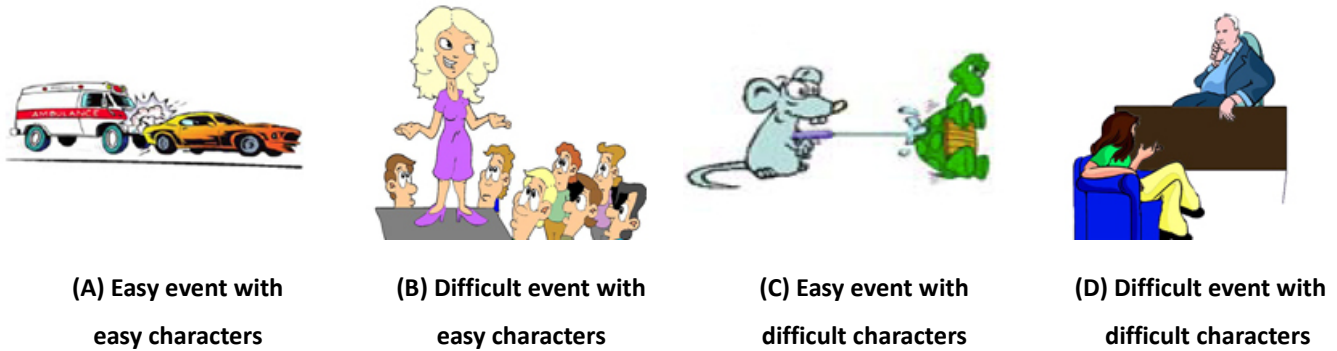 AMBULANCE
(A) Easy event with
easy characters
(B) Difficult event with
easy characters
(C) Easy event with
difficult characters
(D) Difficult event with
difficult characters